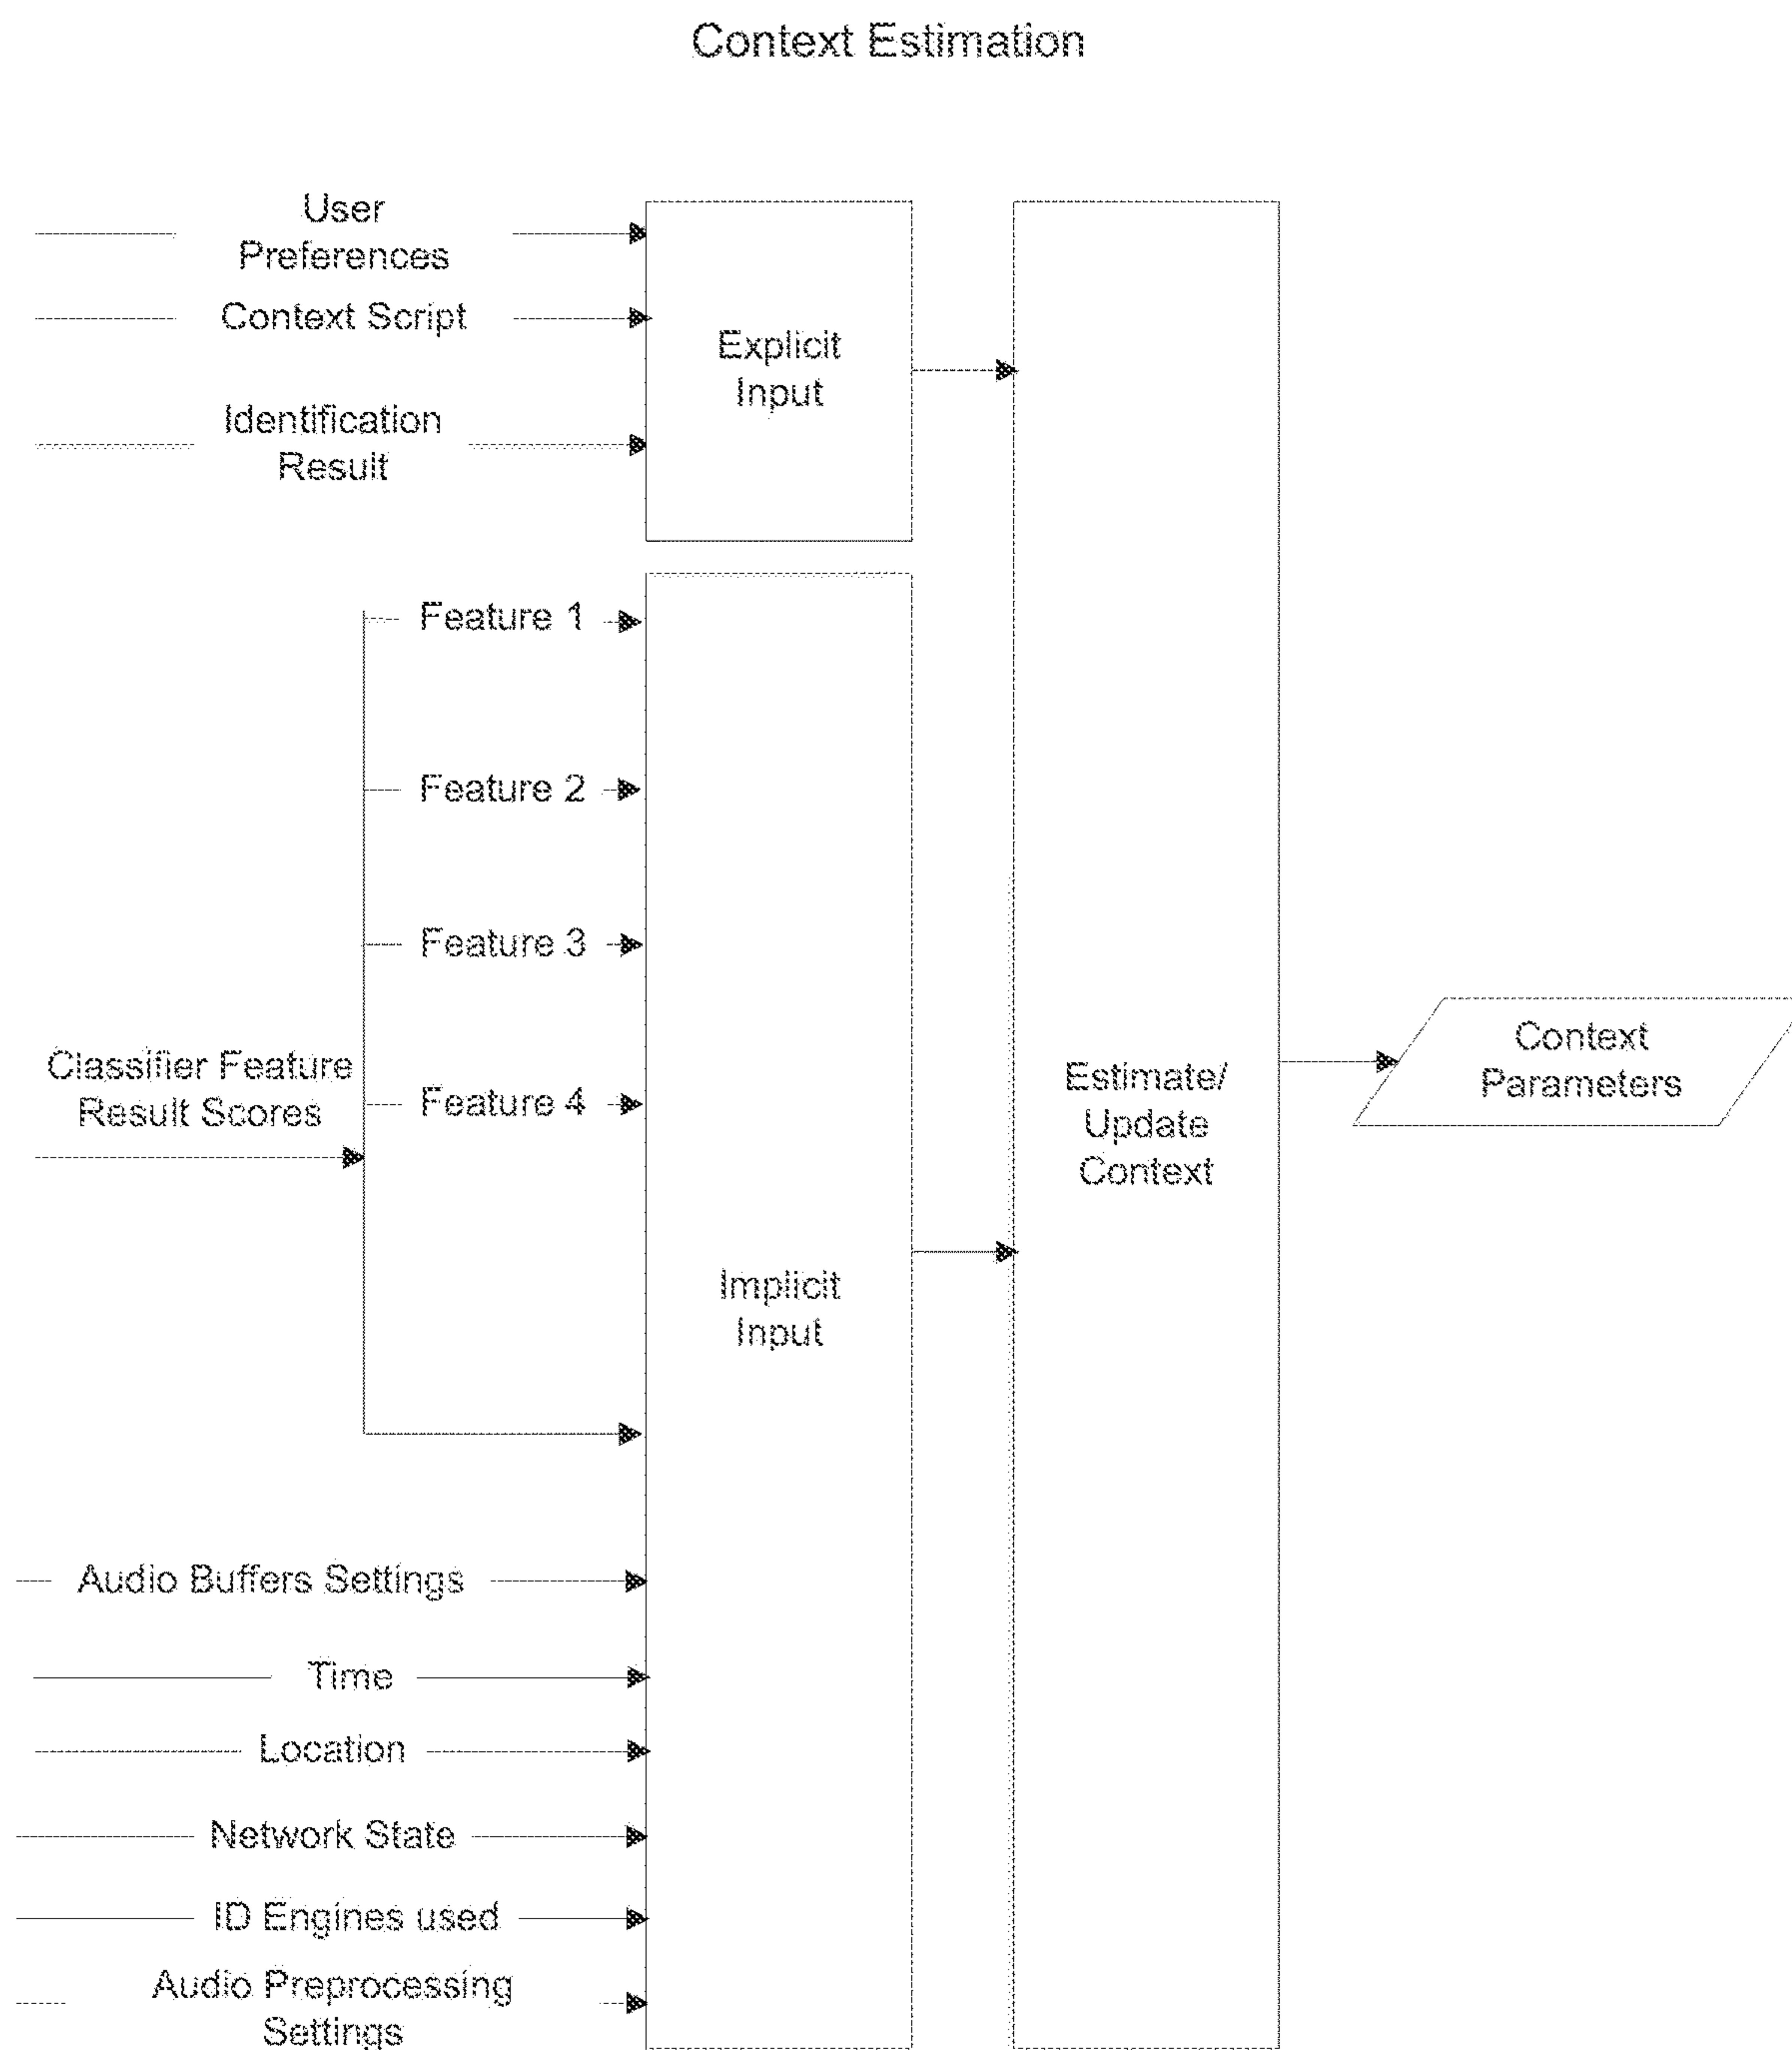 Context Estimation
User
Preferences
Context Script
Identification
Result
Explicit
Input
Feature 1
Feature 2
Feature 3
Feature 4
Classifier Feature
Result Scores
Implicit
Input
Estimate/
Update
Context
Context
Parameters
Audio Buffers Settings
Time
Location
Network State
ID Engines used
Audio Preprocessing
Settings